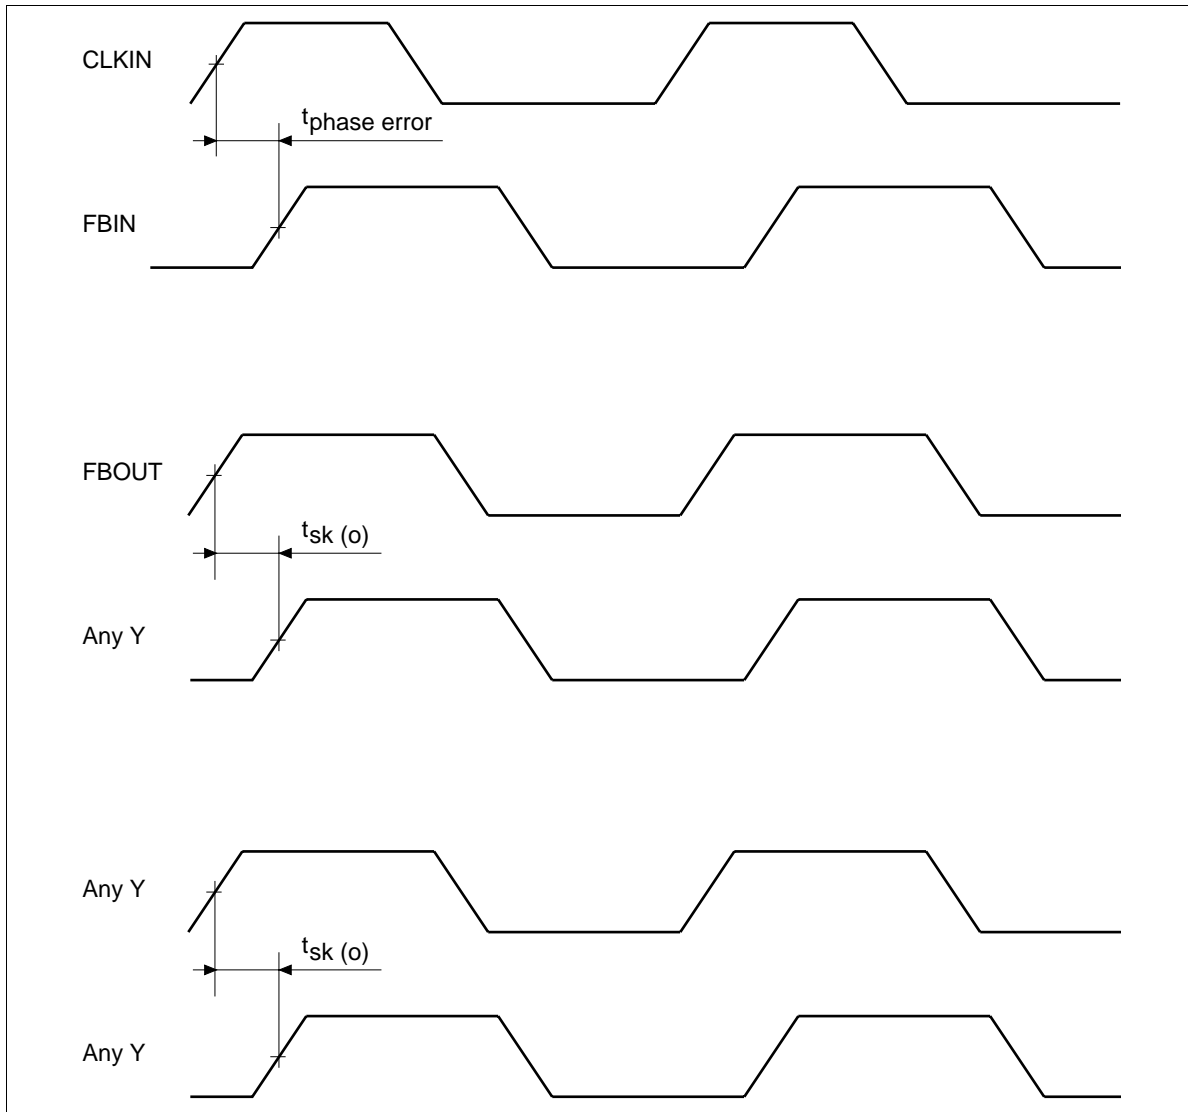 CLKIN
tphase error
FBIN
FBOUT
tsk (o)
Any Y
Any Y
tsk (o)
Any Y